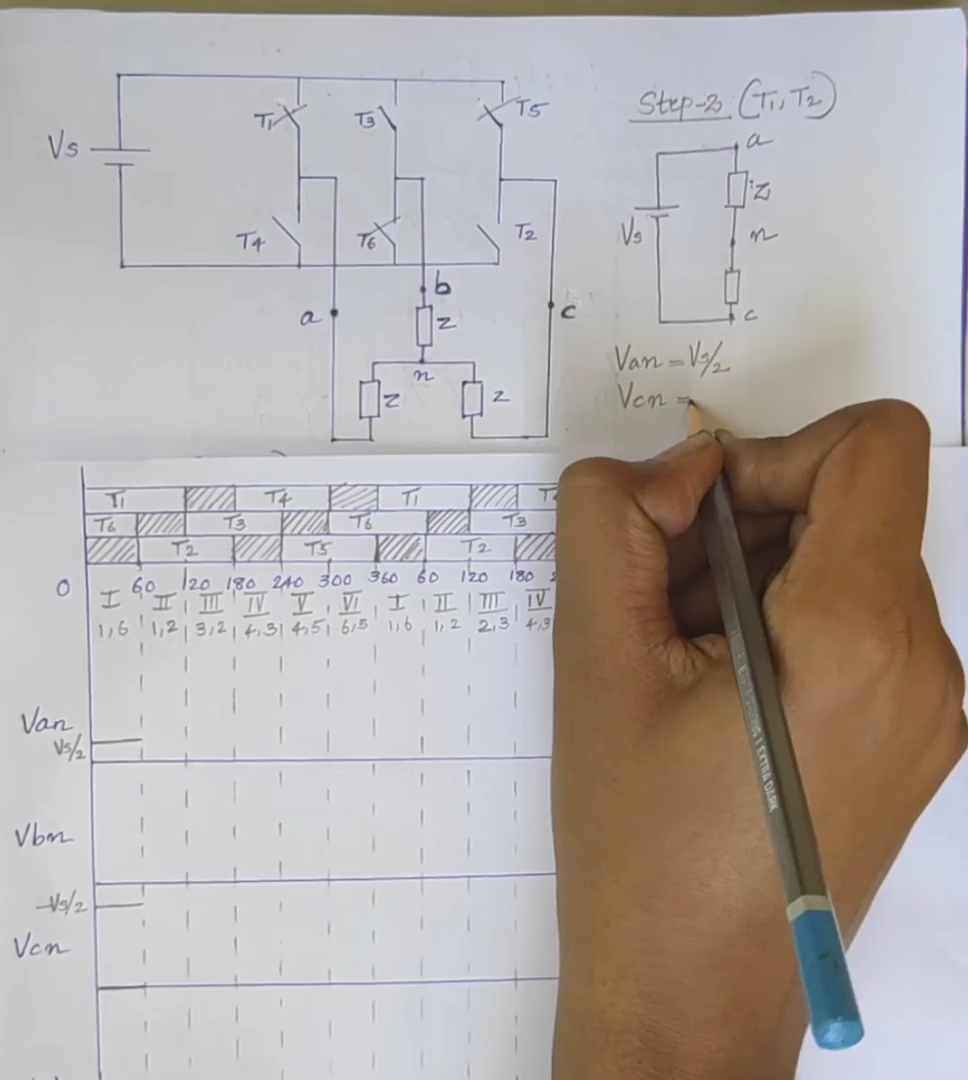 Vs
T1
T3
T5
T4
T6
T2
a
b
c
z
n
z
z
Step-2 (T1, T2)
a
Z
n
Vs
c
Van = Vs/2
Vcn =
T1 T4 T1
T6 T3 T6 T3
T2 T5 T2
0 60 120 180 240 300 360 60 120 180
I II III IV V VI I II III IV
1,6 1,2 3,2 4,3 4,5 6,5 1,6 1,2 2,3 4,3
Van
Vs/2
Vbn
-Vs/2
Vcn
EXTRA DARK